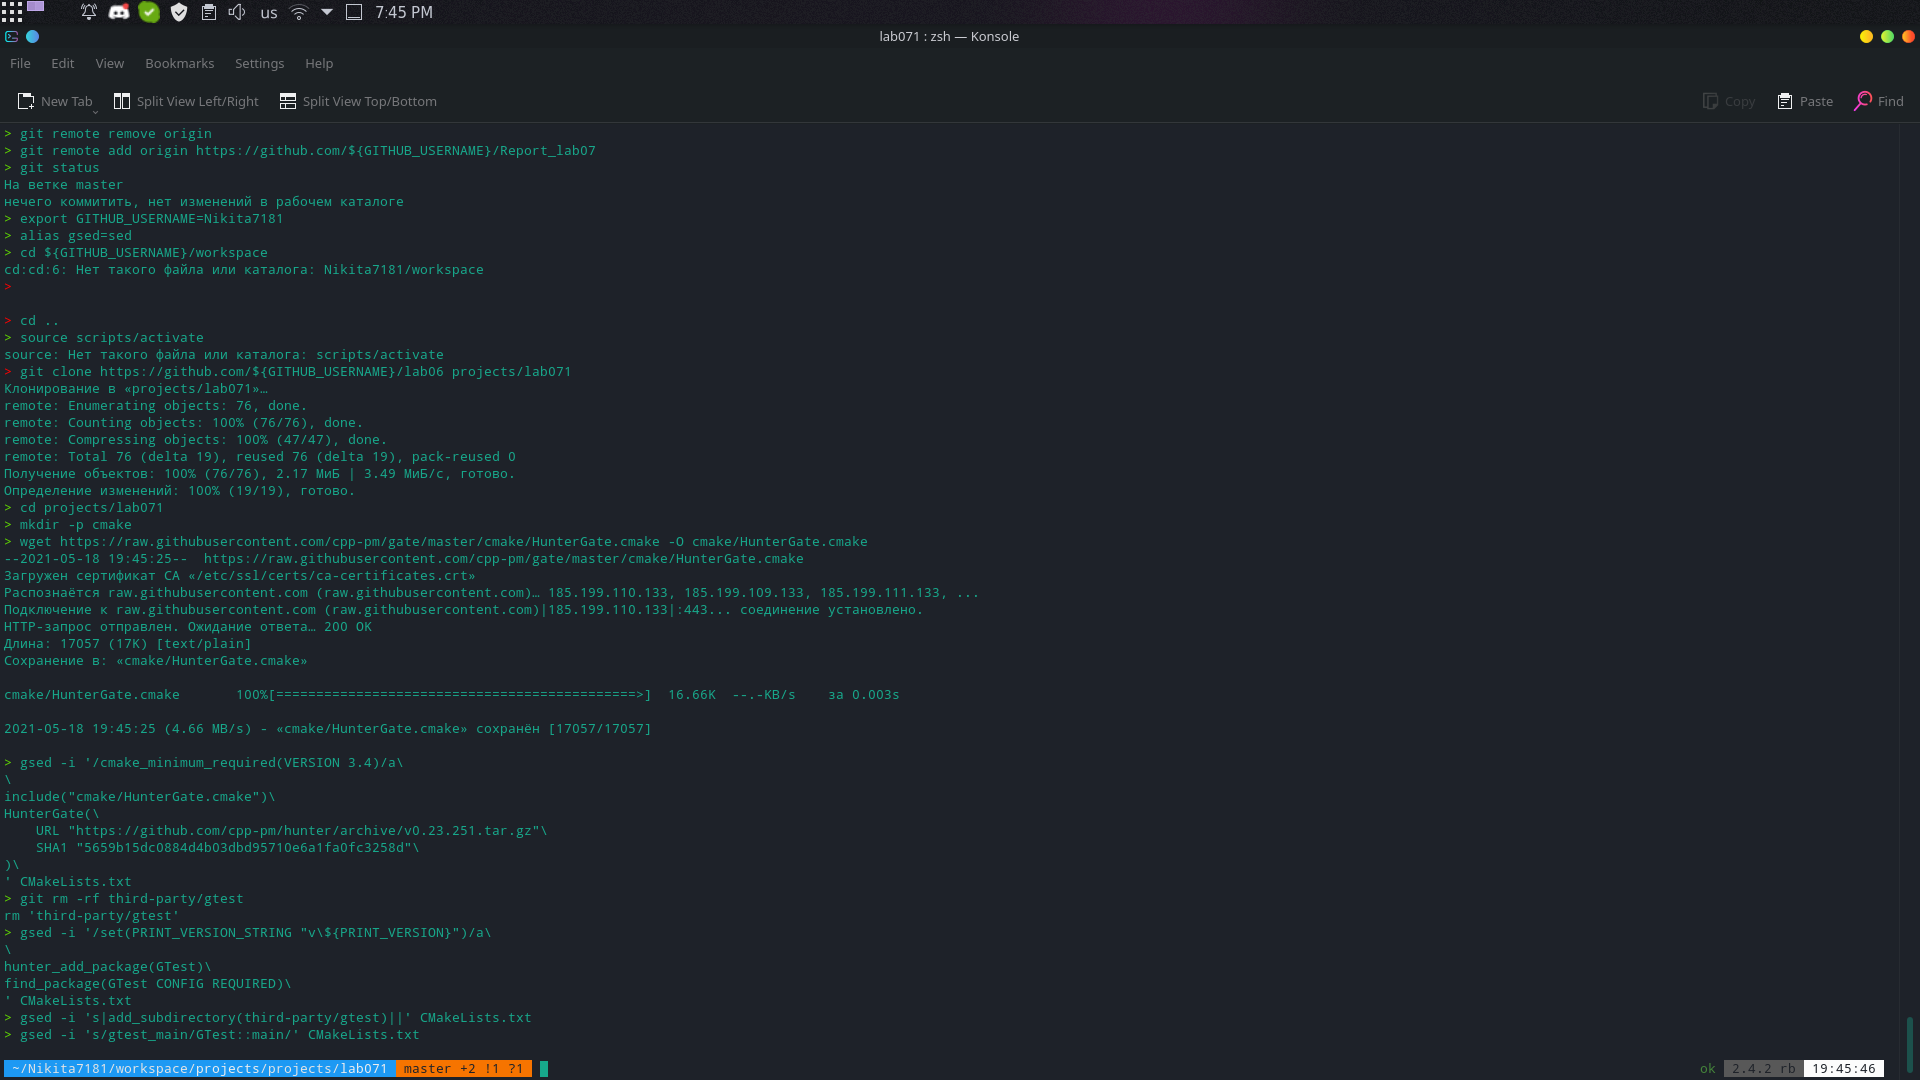 us 7:45 PM
lab071 : zsh — Konsole
File Edit View Bookmarks Settings Help
New Tab Split View Left/Right Split View Top/Bottom Copy Paste Find
> git remote remove origin
> git remote add origin https://github.com/${GITHUB_USERNAME}/Report_lab07
> git status
На ветке master
нечего коммитить, нет изменений в рабочем каталоге
> export GITHUB_USERNAME=Nikita7181
> alias gsed=sed
> cd ${GITHUB_USERNAME}/workspace
cd:cd:6: Нет такого файла или каталога: Nikita7181/workspace
>
> cd ..
> source scripts/activate
source: Нет такого файла или каталога: scripts/activate
> git clone https://github.com/${GITHUB_USERNAME}/lab06 projects/lab071
Клонирование в «projects/lab071»…
remote: Enumerating objects: 76, done.
remote: Counting objects: 100% (76/76), done.
remote: Compressing objects: 100% (47/47), done.
remote: Total 76 (delta 19), reused 76 (delta 19), pack-reused 0
Получение объектов: 100% (76/76), 2.17 МиБ | 3.49 МиБ/с, готово.
Определение изменений: 100% (19/19), готово.
> cd projects/lab071
> mkdir -p cmake
> wget https://raw.githubusercontent.com/cpp-pm/gate/master/cmake/HunterGate.cmake -O cmake/HunterGate.cmake
--2021-05-18 19:45:25--  https://raw.githubusercontent.com/cpp-pm/gate/master/cmake/HunterGate.cmake
Загружен сертификат CA «/etc/ssl/certs/ca-certificates.crt»
Распознаётся raw.githubusercontent.com (raw.githubusercontent.com)… 185.199.110.133, 185.199.109.133, 185.199.111.133, ...
Подключение к raw.githubusercontent.com (raw.githubusercontent.com)|185.199.110.133|:443... соединение установлено.
HTTP-запрос отправлен. Ожидание ответа… 200 OK
Длина: 17057 (17K) [text/plain]
Сохранение в: «cmake/HunterGate.cmake»
cmake/HunterGate.cmake       100%[=============================================>]  16.66K  --.-KB/s    за 0.003s
2021-05-18 19:45:25 (4.66 MB/s) - «cmake/HunterGate.cmake» сохранён [17057/17057]
> gsed -i '/cmake_minimum_required(VERSION 3.4)/a\
\
include("cmake/HunterGate.cmake")\
HunterGate(\
    URL "https://github.com/cpp-pm/hunter/archive/v0.23.251.tar.gz"\
    SHA1 "5659b15dc0884d4b03dbd95710e6a1fa0fc3258d"\
)\
' CMakeLists.txt
> git rm -rf third-party/gtest
rm 'third-party/gtest'
> gsed -i '/set(PRINT_VERSION_STRING "v\${PRINT_VERSION}")/a\
\
hunter_add_package(GTest)\
find_package(GTest CONFIG REQUIRED)\
' CMakeLists.txt
> gsed -i 's|add_subdirectory(third-party/gtest)||' CMakeLists.txt
> gsed -i 's/gtest_main/GTest::main/' CMakeLists.txt
~/Nikita7181/workspace/projects/projects/lab071 master +2 !1 ?1 ok 2.4.2 rb 19:45:46